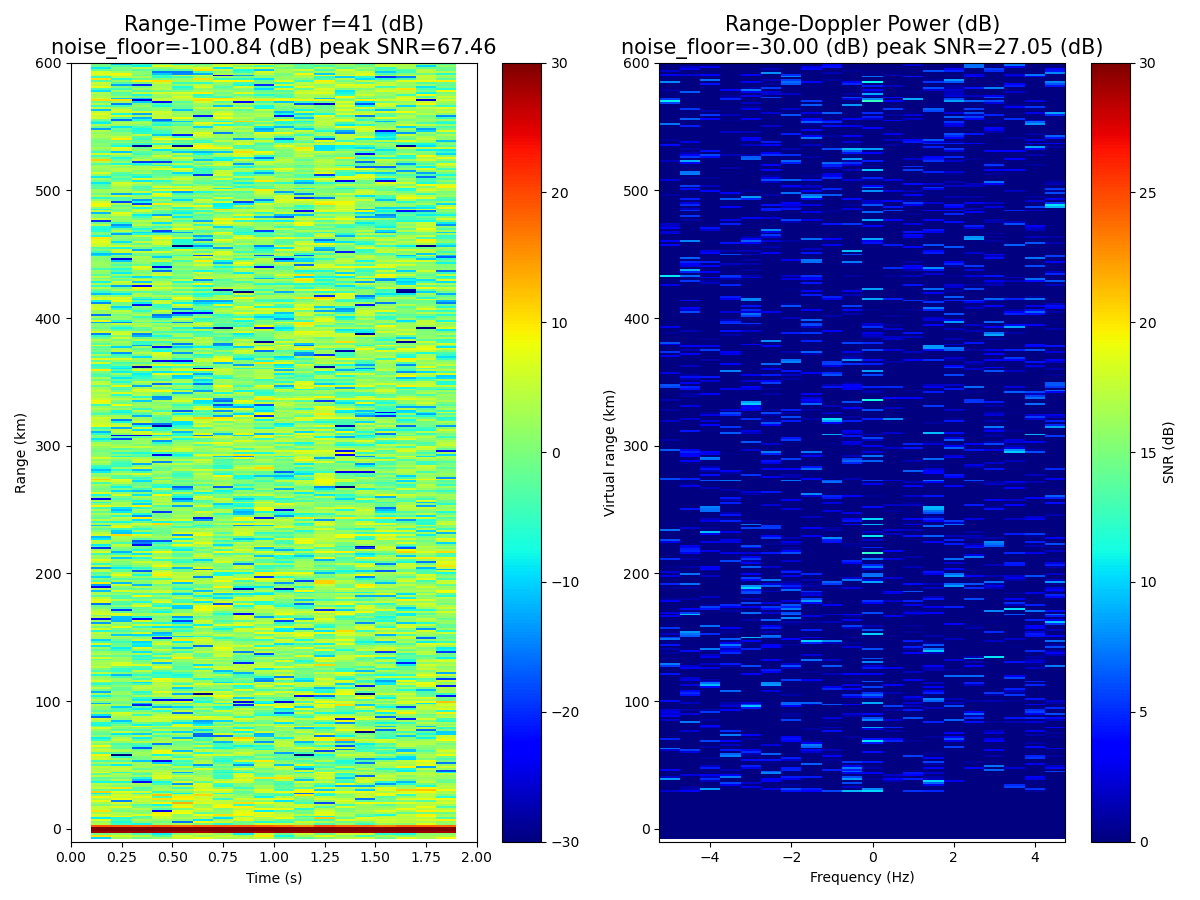 Range-Time Power f=41 (dB)
noise_floor=-100.84 (dB) peak SNR=67.46
600
500
400
300
200
100
0
Range (km)
0.00 0.25 0.50 0.75 1.00 1.25 1.50 1.75 2.00
Time (s)
30
20
10
0
−10
−20
−30
Range-Doppler Power (dB)
noise_floor=-30.00 (dB) peak SNR=27.05 (dB)
600
500
400
300
200
100
0
Virtual range (km)
−4 −2 0 2 4
Frequency (Hz)
30
25
20
15
10
5
0
SNR (dB)